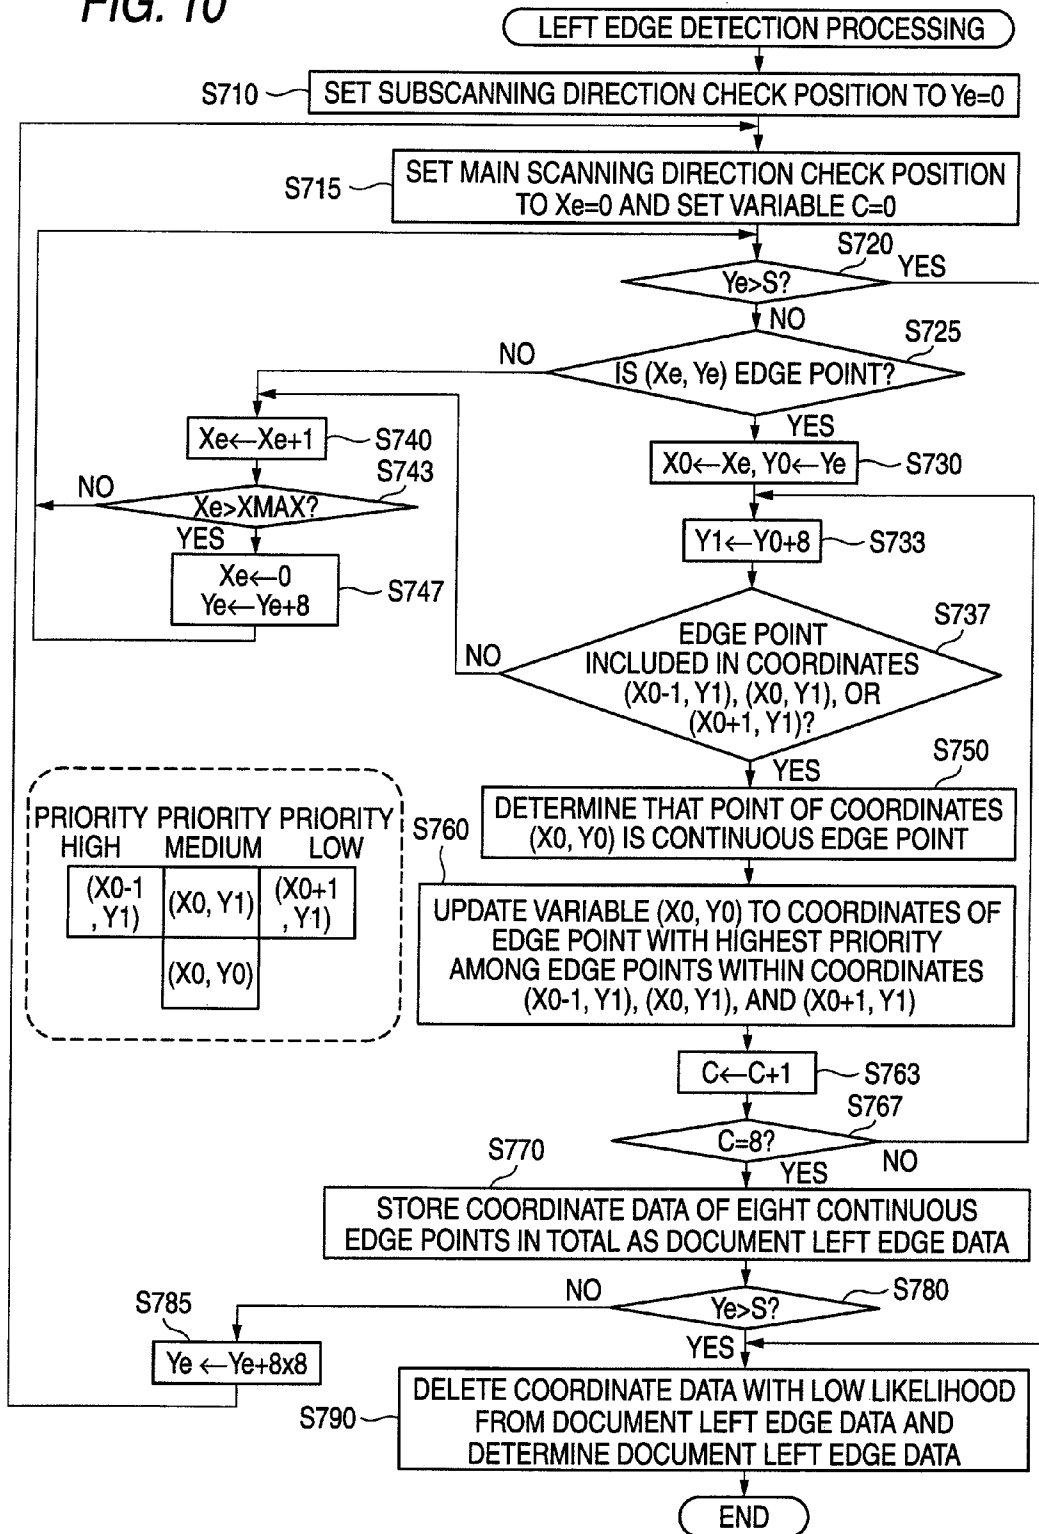 FIG. 10
LEFT EDGE DETECTION PROCESSING
S710
SET SUBSCANNING DIRECTION CHECK POSITION TO Ye=0
S715
SET MAIN SCANNING DIRECTION CHECK POSITION
TO Xe=0 AND SET VARIABLE C=0
S720
Ye>S?
YES
NO
S725
IS (Xe, Ye) EDGE POINT?
NO
YES
Xe←Xe+1
S740
X0←Xe, Y0←Ye
S730
S743
Xe>XMAX?
NO
YES
Y1←Y0+8
S733
Xe←0
Ye←Ye+8
S747
S737
EDGE POINT
INCLUDED IN COORDINATES
(X0-1, Y1), (X0, Y1), OR
(X0+1, Y1)?
NO
YES
S750
DETERMINE THAT POINT OF COORDINATES
(X0, Y0) IS CONTINUOUS EDGE POINT
PRIORITY PRIORITY PRIORITY
HIGH MEDIUM LOW
(X0-1
, Y1)
(X0, Y1)
(X0+1
, Y1)
(X0, Y0)
S760
UPDATE VARIABLE (X0, Y0) TO COORDINATES OF
EDGE POINT WITH HIGHEST PRIORITY
AMONG EDGE POINTS WITHIN COORDINATES
(X0-1, Y1), (X0, Y1), AND (X0+1, Y1)
C←C+1
S763
S767
C=8?
NO
YES
S770
STORE COORDINATE DATA OF EIGHT CONTINUOUS
EDGE POINTS IN TOTAL AS DOCUMENT LEFT EDGE DATA
S780
Ye>S?
NO
YES
S785
Ye ←Ye+8x8
S790
DELETE COORDINATE DATA WITH LOW LIKELIHOOD
FROM DOCUMENT LEFT EDGE DATA AND
DETERMINE DOCUMENT LEFT EDGE DATA
END